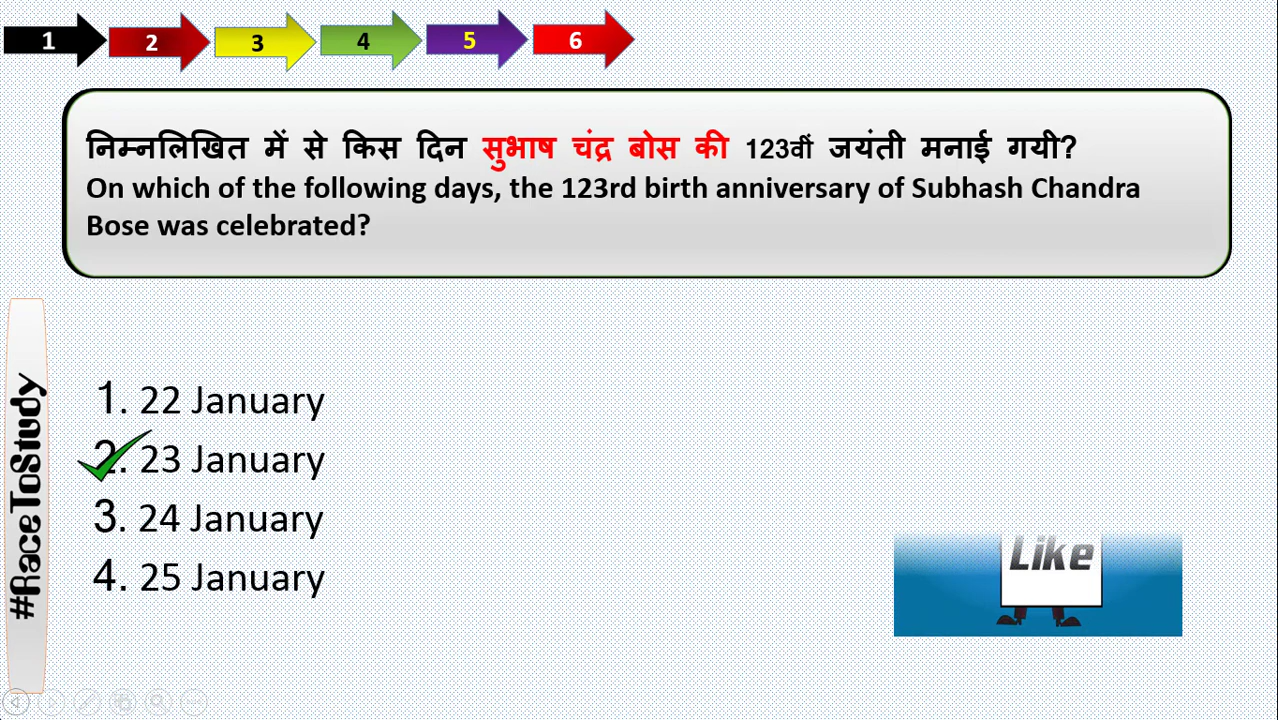 1 2 3 4 5 6
निम्नलिखित में से किस दिन सुभाष चंद्र बोस की 123वीं जयंती मनाई गयी?
On which of the following days, the 123rd birth anniversary of Subhash Chandra
Bose was celebrated?
1. 22 January
2. 23 January
3. 24 January
4. 25 January
#RaceToStudy
Like